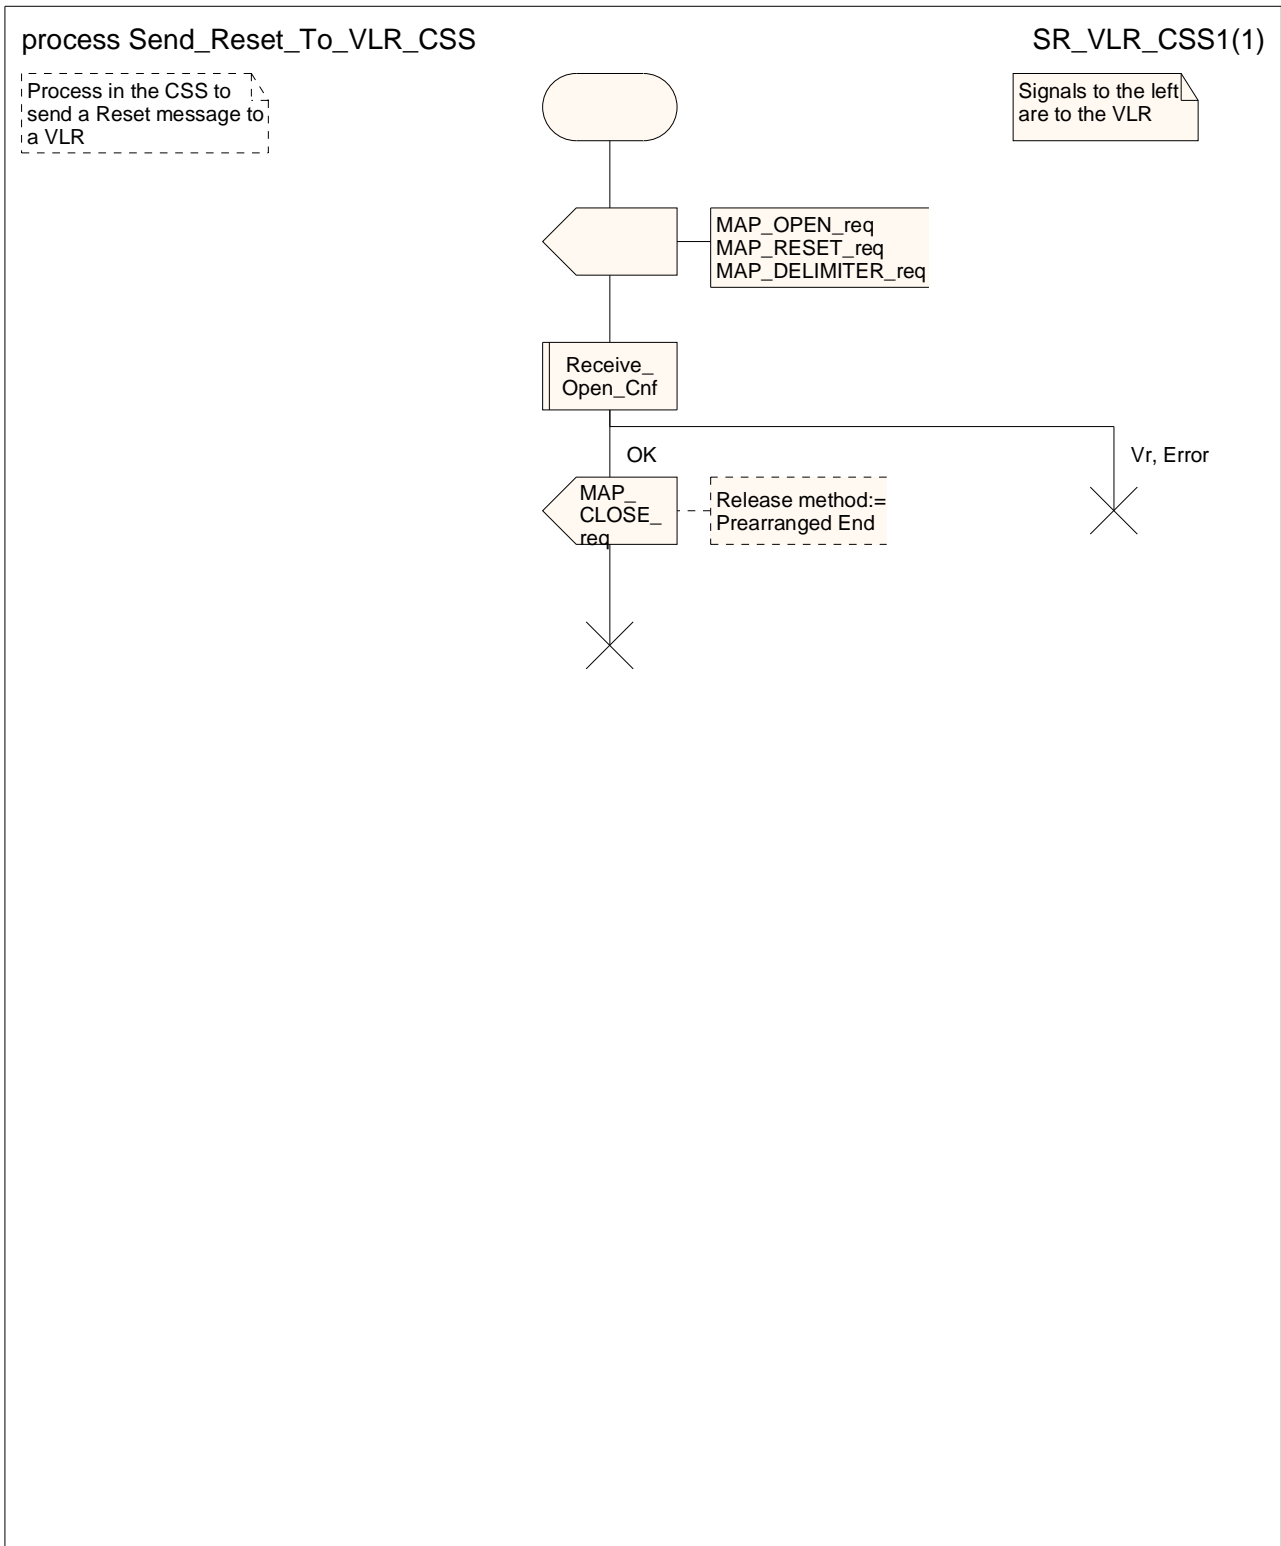 process Send_Reset_To_VLR_CSS
SR_VLR_CSS1(1)
Process in the CSS to
send a Reset message to
a VLR
Signals to the left
are to the VLR
MAP_OPEN_req
MAP_RESET_req
MAP_DELIMITER_req
Receive_
Open_Cnf
OK
Vr, Error
MAP_
CLOSE_
req
Release method:=
Prearranged End